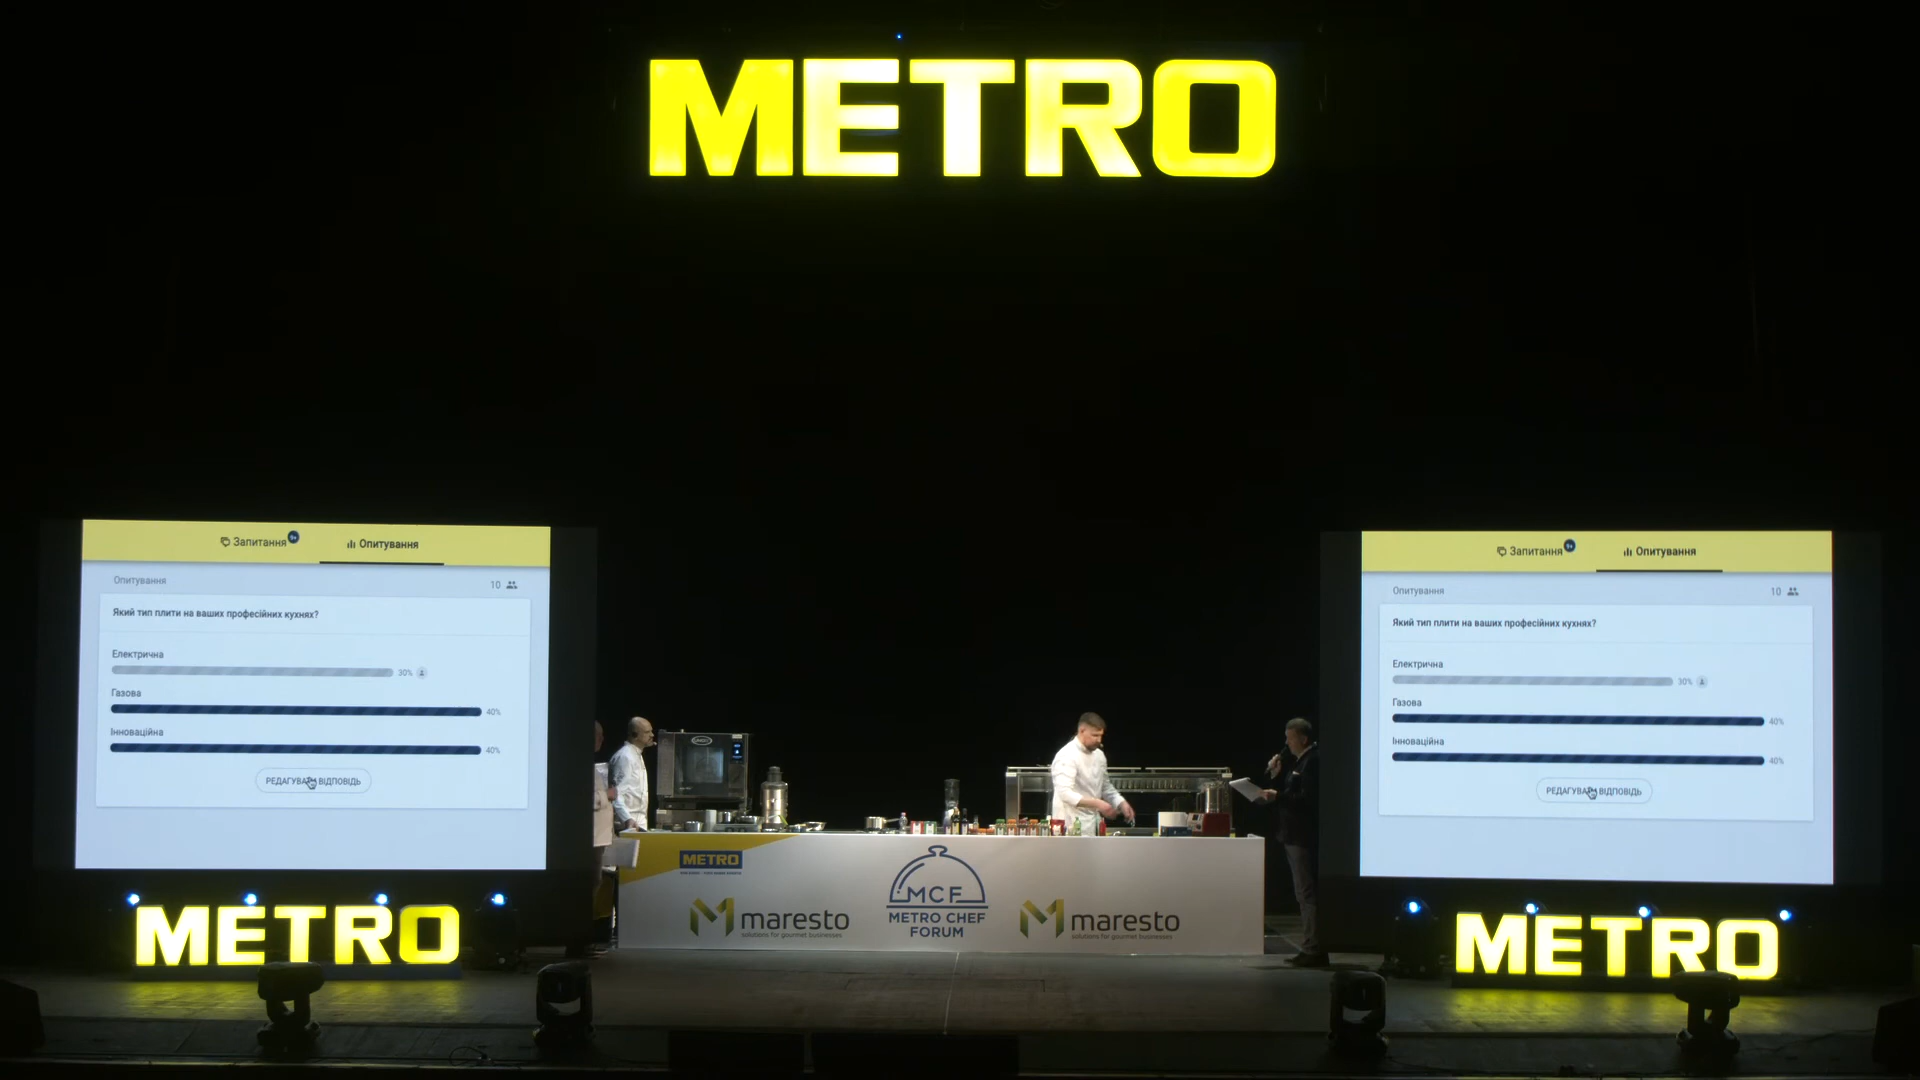 METRO
Запитання
Опитування
Опитування
10
Який тип плити на ваших професійних кухнях?
Електрична
30%
Газова
40%
Інноваційна
40%
РЕДАГУВАТИ ВІДПОВІДЬ
METRO
METRO
maresto
solutions for gourmet businesses
MCF
METRO CHEF
FORUM
maresto
solutions for gourmet businesses
Запитання
Опитування
Опитування
10
Який тип плити на ваших професійних кухнях?
Електрична
30%
Газова
40%
Інноваційна
40%
РЕДАГУВАТИ ВІДПОВІДЬ
METRO